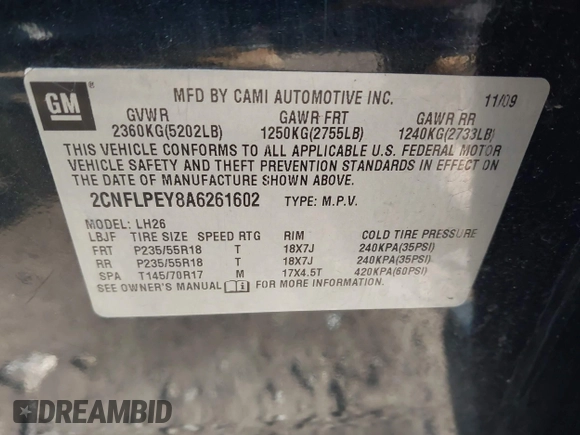 GM ®
MFD BY CAMI AUTOMOTIVE INC. 11/09
GVWR GAWR FRT GAWR RR
2360KG(5202LB) 1250KG(2755LB) 1240KG(2733LB)
THIS VEHICLE CONFORMS TO ALL APPLICABLE U.S. FEDERAL MOTOR
VEHICLE SAFETY AND THEFT PREVENTION STANDARDS IN EFFECT ON
THE DATE OF MANUFACTURE SHOWN ABOVE.
2CNFLPEY8A6261602 TYPE: M.P.V.
MODEL: LH26
LBJF TIRE SIZE SPEED RTG RIM COLD TIRE PRESSURE
FRT P235/55R18 T 18X7J 240KPA(35PSI)
RR P235/55R18 T 18X7J 240KPA(35PSI)
SPA T145/70R17 M 17X4.5T 420KPA(60PSI)
SEE OWNER'S MANUAL FOR MORE INFORMATION.
DREAMBID